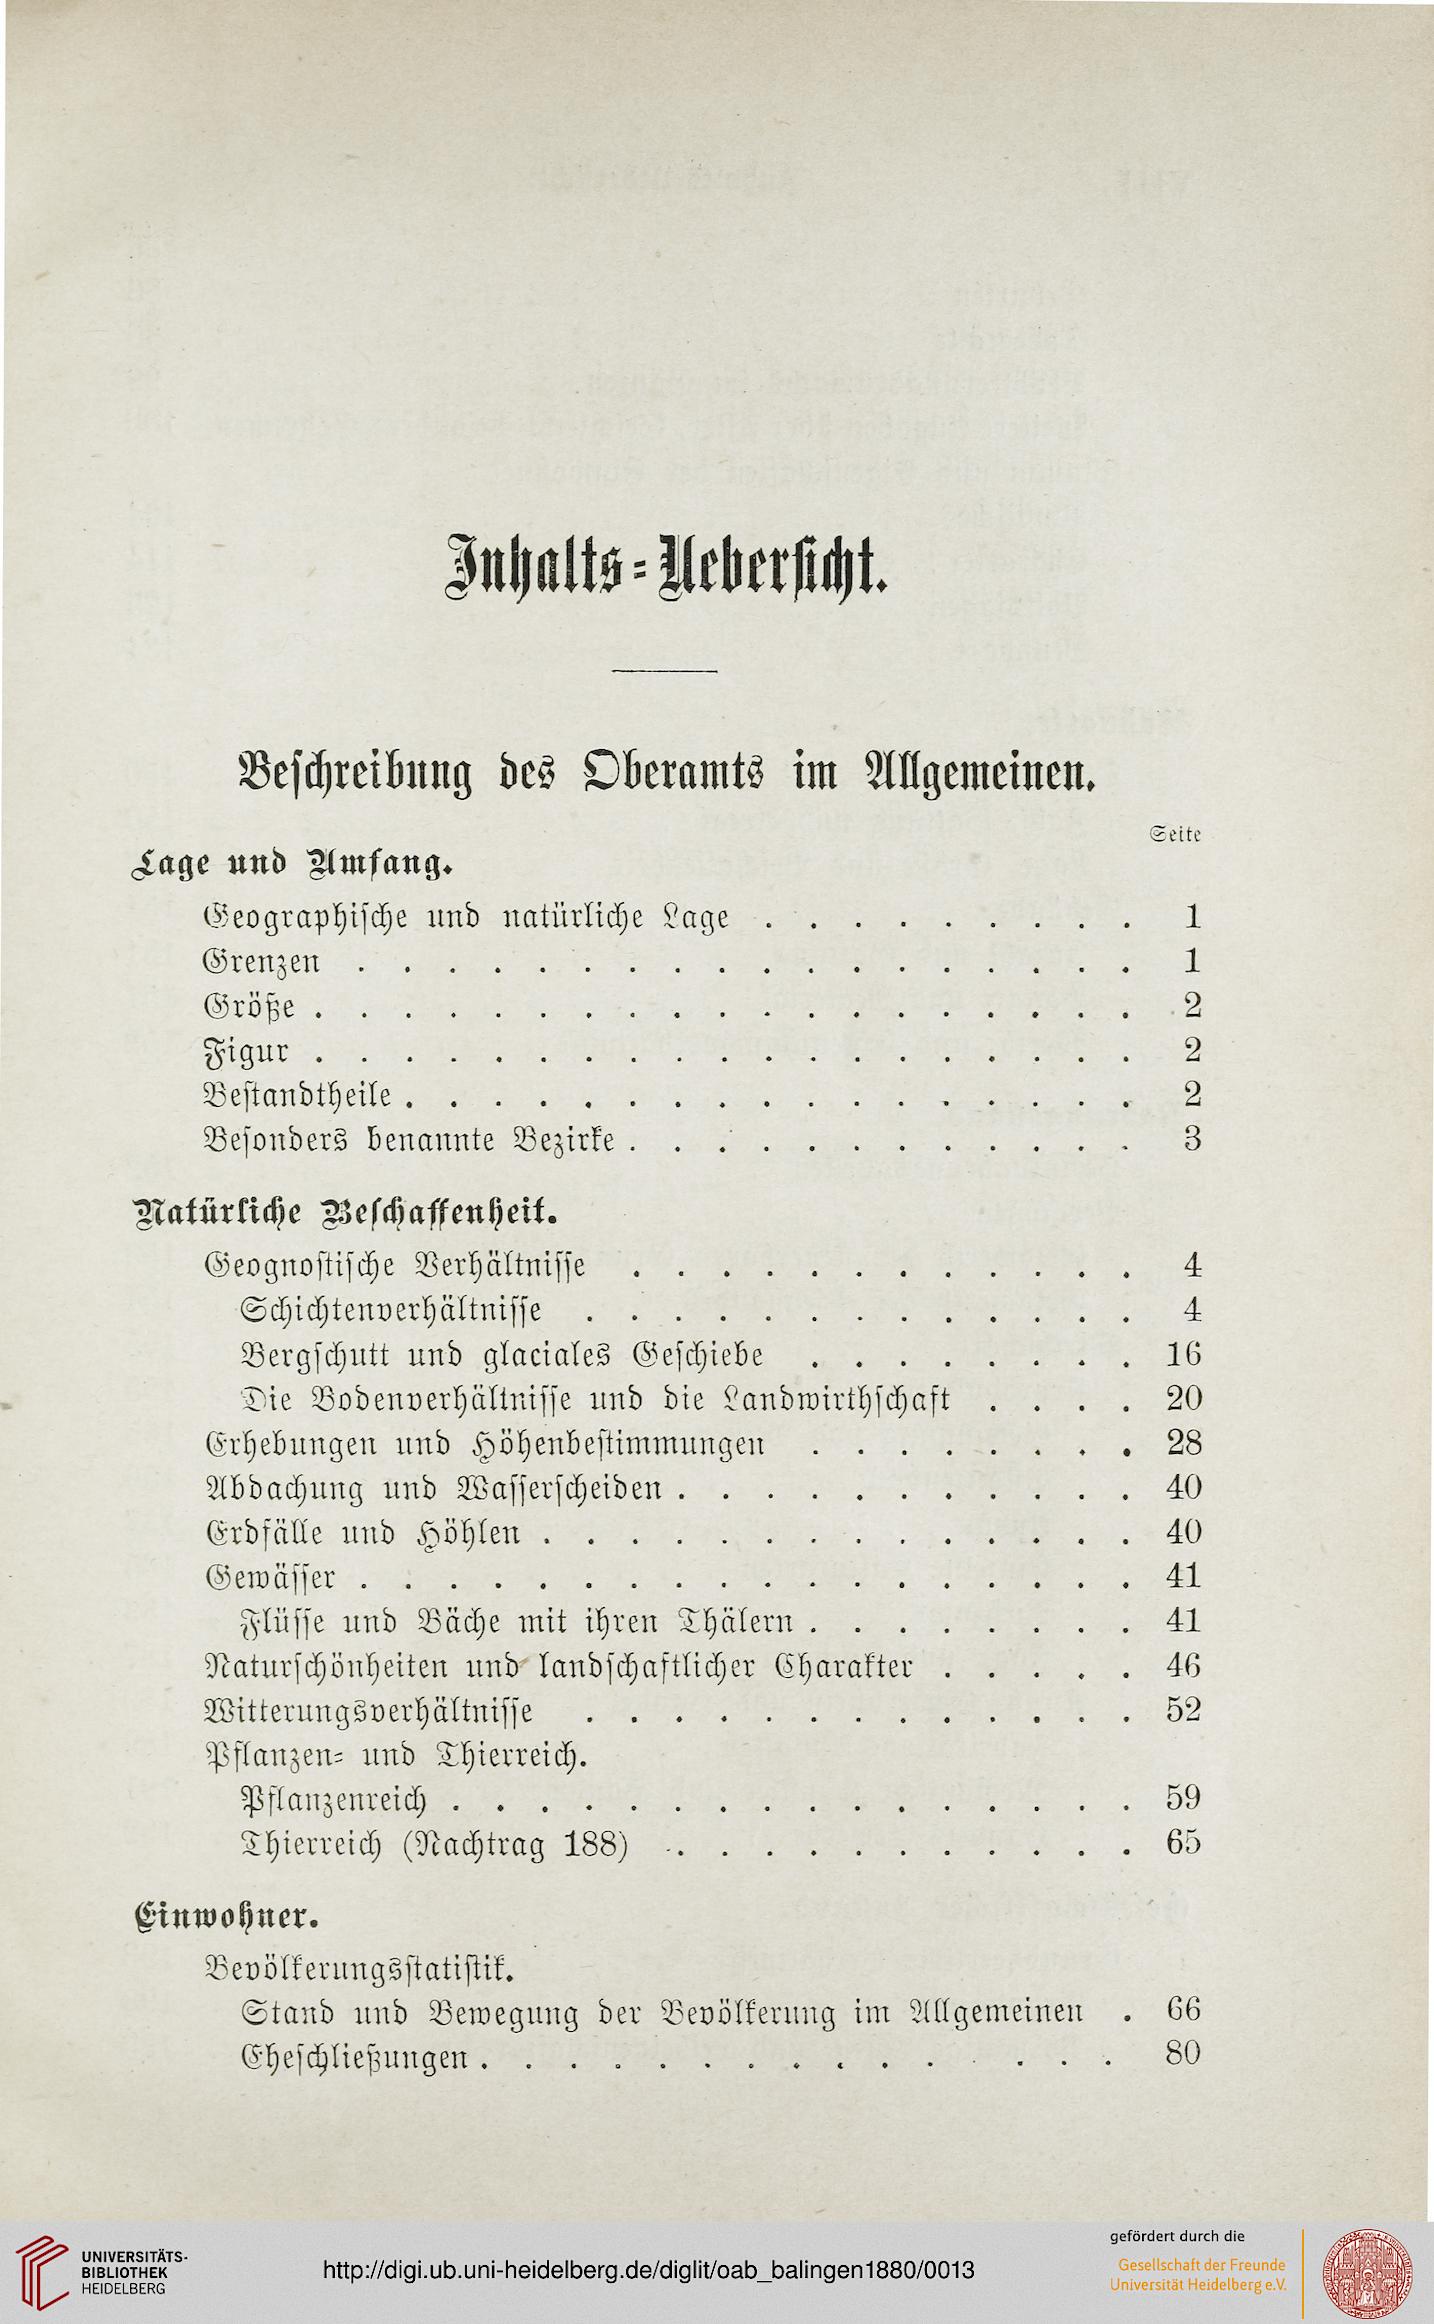 Inhalts-Uebersicht.
Beschreibung des Oberamts im Allgemeinen.
Seite
Lage und Umfang.
Geographische und natürliche Lage . . . . . . . . . 1
Grenzen . . . . . . . . . . . . . . . . . . 1
Größe . . . . . . . . . . . . . . . . . . . 2
Figur . . . . . . . . . . . . . . . . . . . 2
Bestandtheile . . . . . . . . . . . . . . . . . 2
Besonders benannte Bezirke . . . . . . . . . . . . 3
Natürliche Beschaffenheit.
Geognostische Verhältnisse . . . . . . . . . . . . 4
Schichtenverhältnisse . . . . . . . . . . . . . 4
Bergschutt und glaciales Geschiebe . . . . . . . . 16
Die Bodenverhältnisse und die Landwirthschaft . . . . 20
Erhebungen und Höhenbestimmungen . . . . . . . . 28
Abdachung und Wasserscheiden . . . . . . . . . . . 40
Erdfälle und Höhlen . . . . . . . . . . . . . . 40
Gewässer . . . . . . . . . . . . . . . . . . 41
Flüsse und Bäche mit ihren Thälern . . . . . . . . 41
Naturschönheiten und landschaftlicher Charakter . . . . . 46
Witterungsverhältnisse . . . . . . . . . . . . . 52
Pflanzen- und Thierreich.
Pflanzenreich . . . . . . . . . . . . . . . . 59
Thierreich (Nachtrag 188) . . . . . . . . . . . 65
Einwohner.
Bevölkerungsstatistik.
Stand und Bewegung der Bevölkerung im Allgemeinen . 66
Eheschließungen . . . . . . . . . . . . . . . 80
UNIVERSITÄTS-
BIBLIOTHEK
HEIDELBERG
http://digi.ub.uni-heidelberg.de/diglit/oab_balingen1880/0013
gefördert durch die
Gesellschaft der Freunde
Universität Heidelberg e.V.